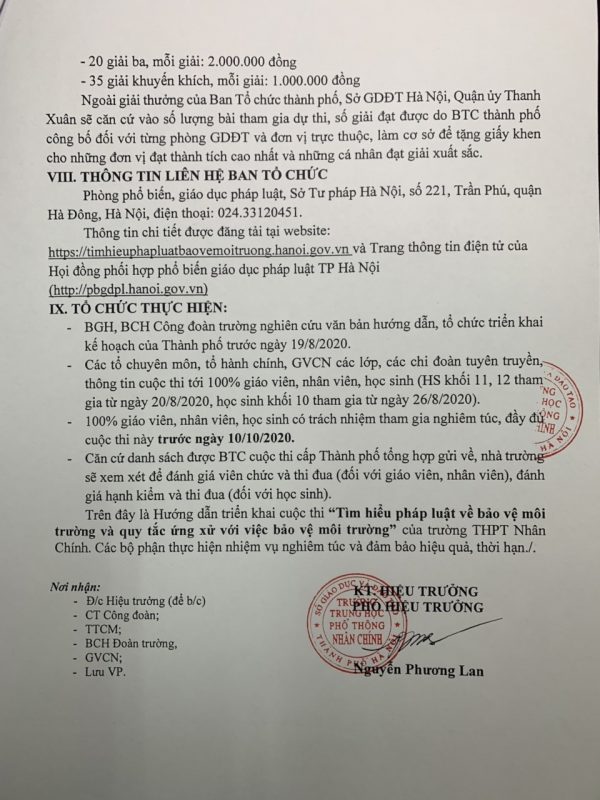 - 20 giải ba, mỗi giải: 2.000.000 đồng
- 35 giải khuyến khích, mỗi giải: 1.000.000 đồng
Ngoài giải thưởng của Ban Tổ chức thành phố, Sở GDĐT Hà Nội, Quận ủy Thanh
Xuân sẽ căn cứ vào số lượng bài tham gia dự thi, số giải đạt được do BTC thành phố
công bố đối với từng phòng GDĐT và đơn vị trực thuộc, làm cơ sở để tặng giấy khen
cho những đơn vị đạt thành tích cao nhất và những cá nhân đạt giải xuất sắc.
VIII. THÔNG TIN LIÊN HỆ BAN TỔ CHỨC
Phòng phổ biến, giáo dục pháp luật, Sở Tư pháp Hà Nội, số 221, Trần Phú, quận
Hà Đông, Hà Nội, điện thoại: 024.33120451.
Thông tin chi tiết được đăng tải tại website:
https://timhieuphapluatbaovemoitruong.hanoi.gov.vn và Trang thông tin điện tử của
Hội đồng phối hợp phổ biến giáo dục pháp luật TP Hà Nội
(http://pbgdpl.hanoi.gov.vn)
IX. TỔ CHỨC THỰC HIỆN:
- BGH, BCH Công đoàn trường nghiên cứu văn bản hướng dẫn, tổ chức triển khai
kế hoạch của Thành phố trước ngày 19/8/2020.
- Các tổ chuyên môn, tổ hành chính, GVCN các lớp, các chi đoàn tuyên truyền,
thông tin cuộc thi tới 100% giáo viên, nhân viên, học sinh (HS khối 11, 12 tham
gia từ ngày 20/8/2020, học sinh khối 10 tham gia từ ngày 26/8/2020).
- 100% giáo viên, nhân viên, học sinh có trách nhiệm tham gia nghiêm túc, đầy đủ
cuộc thi này trước ngày 10/10/2020.
- Căn cứ danh sách được BTC cuộc thi cấp Thành phố tổng hợp gửi về, nhà trường
sẽ xem xét để đánh giá viên chức và thi đua (đối với giáo viên, nhân viên), đánh
giá hạnh kiểm và thi đua (đối với học sinh).
Trên đây là Hướng dẫn triển khai cuộc thi “Tìm hiểu pháp luật về bảo vệ môi
trường và quy tắc ứng xử với việc bảo vệ môi trường” của trường THPT Nhân
Chính. Các bộ phận thực hiện nhiệm vụ nghiêm túc và đảm bảo hiệu quả, thời hạn./.
Nơi nhận:
- Đ/c Hiệu trưởng (để b/c)
- CT Công đoàn;
- TTCM;
- BCH Đoàn trường,
- GVCN;
- Lưu VP.
KT. HIỆU TRƯỞNG
PHÓ HIỆU TRƯỞNG
SỞ GIÁO DỤC VÀ ĐÀO TẠO
TRƯỜNG
TRUNG HỌC
PHỔ THÔNG
NHÂN CHÍNH
THÀNH PHỐ HÀ NỘI
Nguyễn Phương Lan